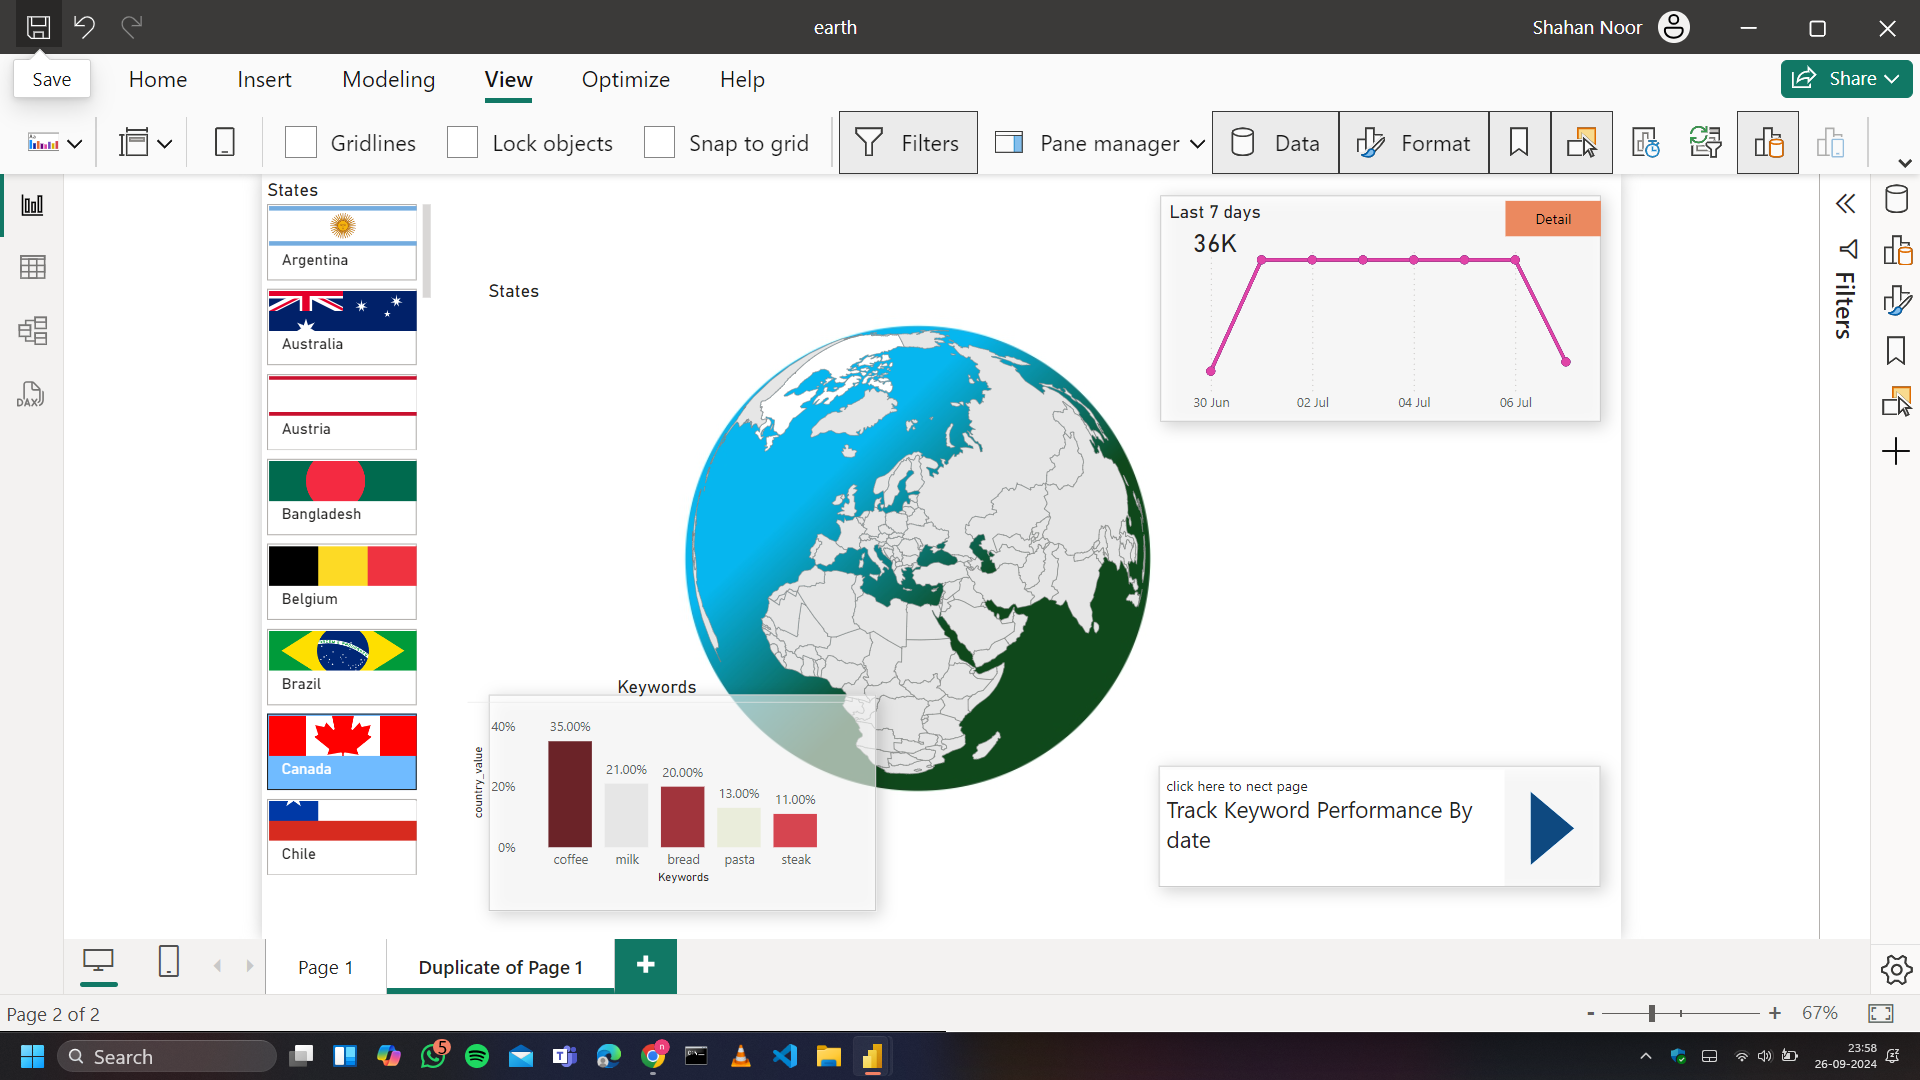 earth
Shahan Noor
Save
Home
Insert
Modeling
View
Optimize
Help
Share
Gridlines
Lock objects
Snap to grid
Filters
Pane manager
Data
Format
States
Argentina
Australia
Austria
Bangladesh
Belgium
Brazil
Canada
Chile
States
Last 7 days
Detail
36K
30 Jun
02 Jul
04 Jul
06 Jul
Filters
DAX
Keywords
country_value
40%
20%
0%
35.00%
21.00%
20.00%
13.00%
11.00%
coffee
milk
bread
pasta
steak
Keywords
click here to nect page
Track Keyword Performance By
date
Page 1
Duplicate of Page 1
+
Page 2 of 2
- + 67%
Search
5
n
23:58
26-09-2024